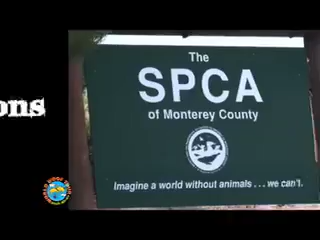 ons
The
SPCA
of Monterey County
Imagine a world without animals . . . we can't.